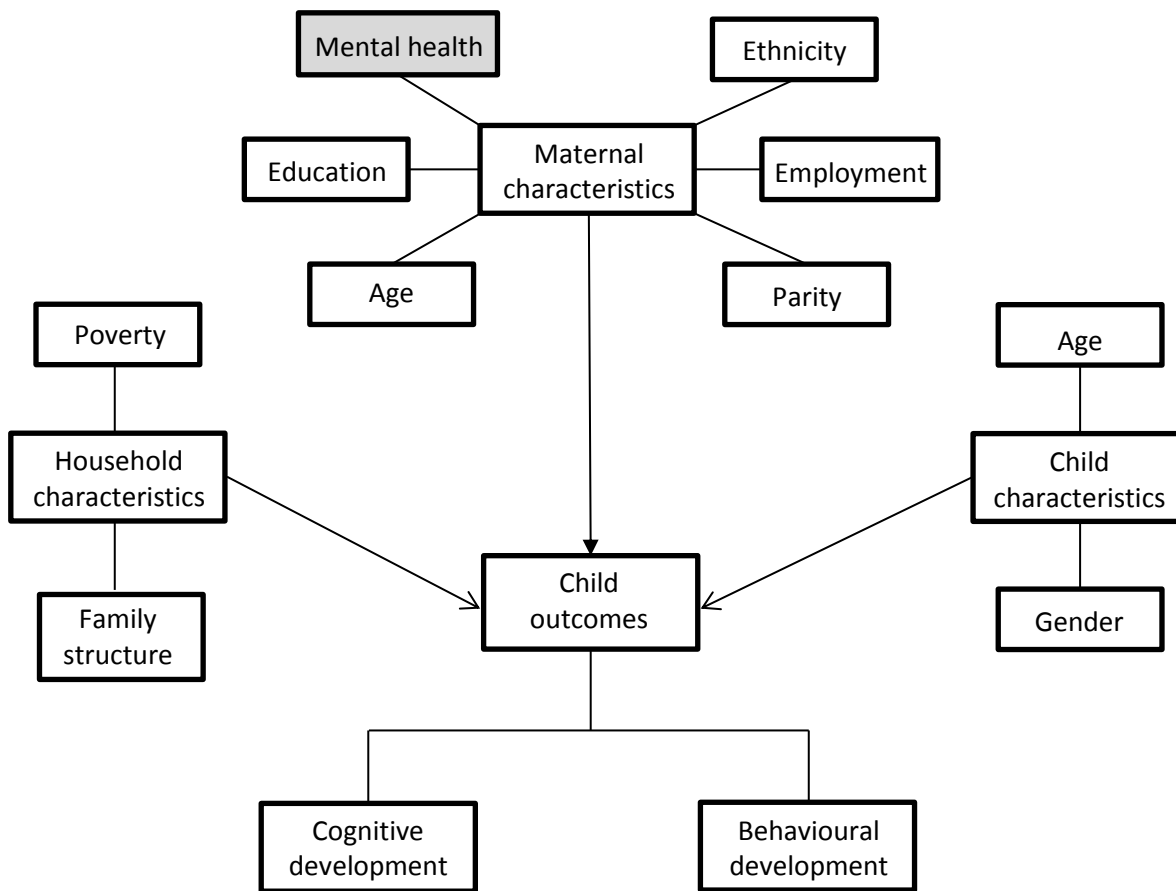 Mental health
Ethnicity
Maternal
characteristics
Education
Employment
Age
Parity
Poverty
Age
Household
characteristics
Child
characteristics
Child
outcomes
Family
structure
Gender
Cognitive
development
Behavioural
development